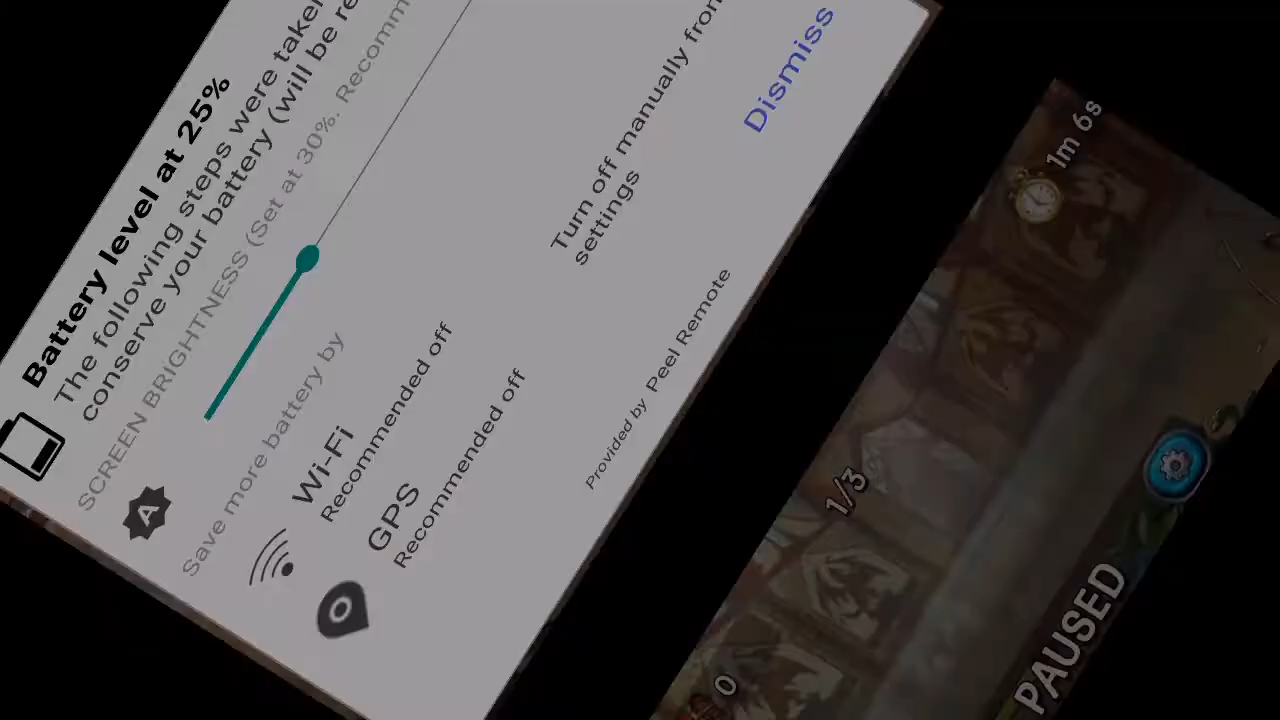 Battery level at 25%
The following steps were taken
conserve your battery (will be re
SCREEN BRIGHTNESS (Set at 30%. Recomm
A
Save more battery by
Wi-Fi
Recommended off
GPS
Recommended off
Turn off manually from
settings
Provided by Peel Remote
Dismiss
1m 6s
1/3
0
PAUSED